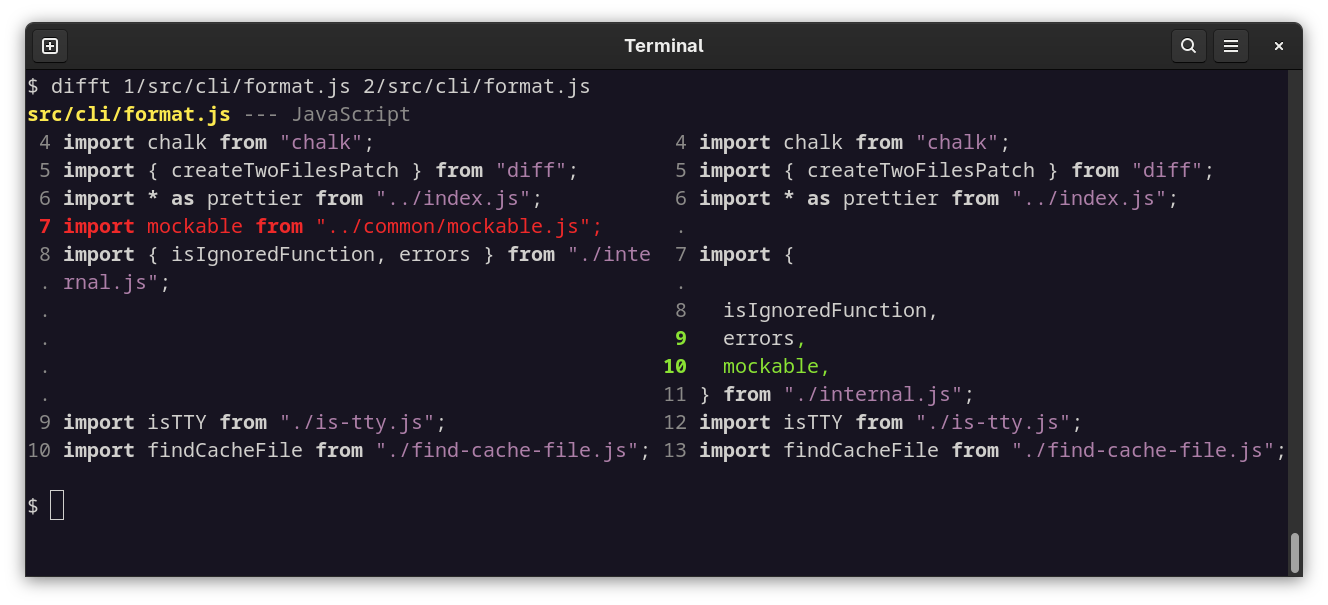 Terminal
$ difft 1/src/cli/format.js 2/src/cli/format.js
src/cli/format.js --- JavaScript
4 import chalk from "chalk"; 4 import chalk from "chalk";
5 import { createTwoFilesPatch } from "diff"; 5 import { createTwoFilesPatch } from "diff";
6 import * as prettier from "../index.js"; 6 import * as prettier from "../index.js";
7 import mockable from "../common/mockable.js"; .
8 import { isIgnoredFunction, errors } from "./inte 7 import {
. rnal.js"; .
. 8 isIgnoredFunction,
. 9 errors,
. 10 mockable,
. 11 } from "./internal.js";
9 import isTTY from "./is-tty.js"; 12 import isTTY from "./is-tty.js";
10 import findCacheFile from "./find-cache-file.js"; 13 import findCacheFile from "./find-cache-file.js";
$